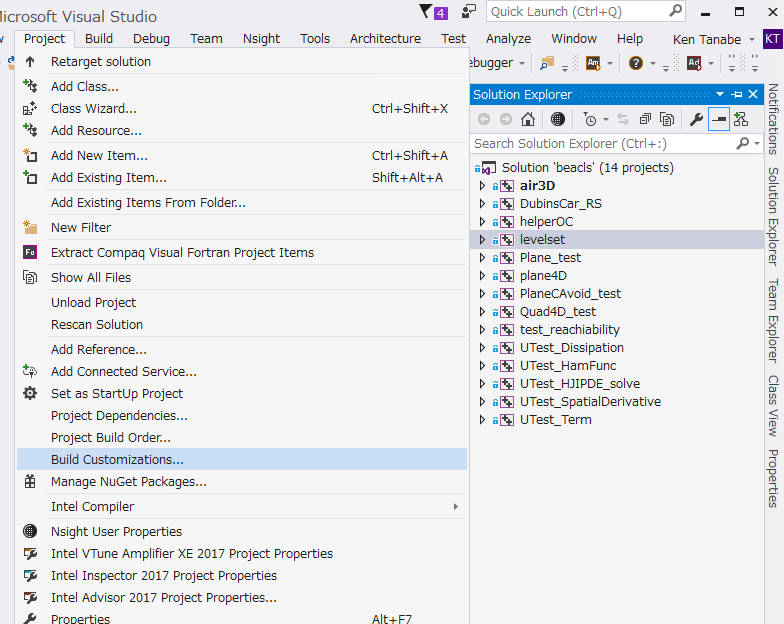 Microsoft Visual Studio
4
Quick Launch (Ctrl+Q)
Project Build Debug Team Nsight Tools Architecture Test Analyze Window Help Ken Tanabe KT
ebugger
Retarget solution
Add Class...
Class Wizard... Ctrl+Shift+X
Add Resource...
Add New Item... Ctrl+Shift+A
Add Existing Item... Shift+Alt+A
Add Existing Items From Folder...
New Filter
Extract Compaq Visual Fortran Project Items
Show All Files
Unload Project
Rescan Solution
Add Reference...
Add Connected Service...
Set as StartUp Project
Project Dependencies...
Project Build Order...
Build Customizations...
Manage NuGet Packages...
Intel Compiler
Nsight User Properties
Intel VTune Amplifier XE 2017 Project Properties
Intel Inspector 2017 Project Properties
Intel Advisor 2017 Project Properties...
Properties Alt+F7
Solution Explorer
Search Solution Explorer (Ctrl+:)
Solution 'beacls' (14 projects)
air3D
DubinsCar_RS
helperOC
levelset
Plane_test
plane4D
PlaneCAvoid_test
Quad4D_test
test_reachiability
UTest_Dissipation
UTest_HamFunc
UTest_HJIPDE_solve
UTest_SpatialDerivative
UTest_Term
Notifications
Solution Explorer
Team Explorer
Class View
Properties